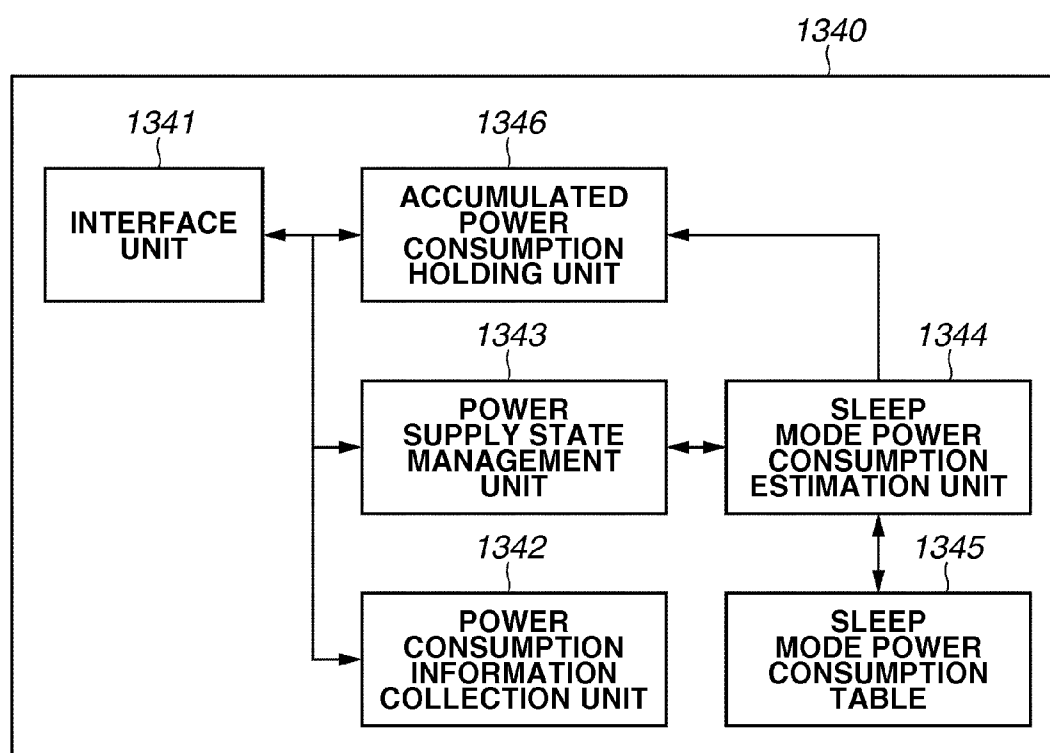 1340
1341
INTERFACE
UNIT
1346
ACCUMULATED
POWER
CONSUMPTION
HOLDING UNIT
1343
POWER
SUPPLY STATE
MANAGEMENT
UNIT
1344
SLEEP
MODE POWER
CONSUMPTION
ESTIMATION UNIT
1342
POWER
CONSUMPTION
INFORMATION
COLLECTION UNIT
1345
SLEEP
MODE POWER
CONSUMPTION
TABLE